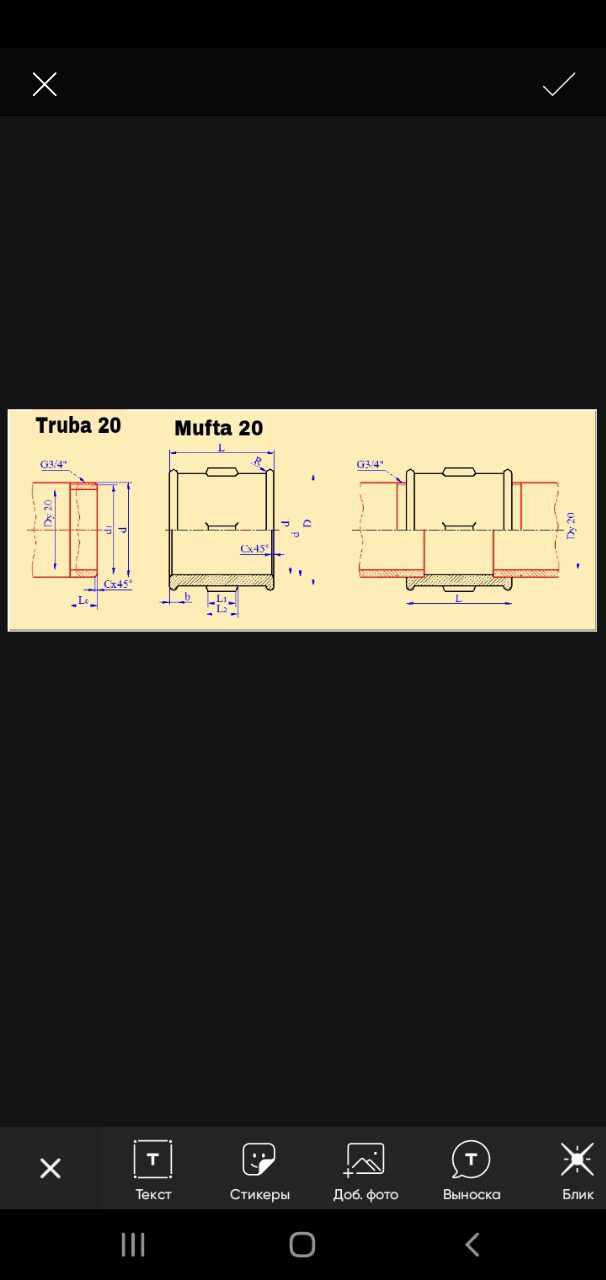 Truba 20
Mufta 20
G3/4"
Dy 20
d1
d
Cx45°
L
R
Cx45°
d
d
D
b
L1
L2
G3/4"
Dy 20
L
Текст
Стикеры
Доб. фото
Выноска
Блик